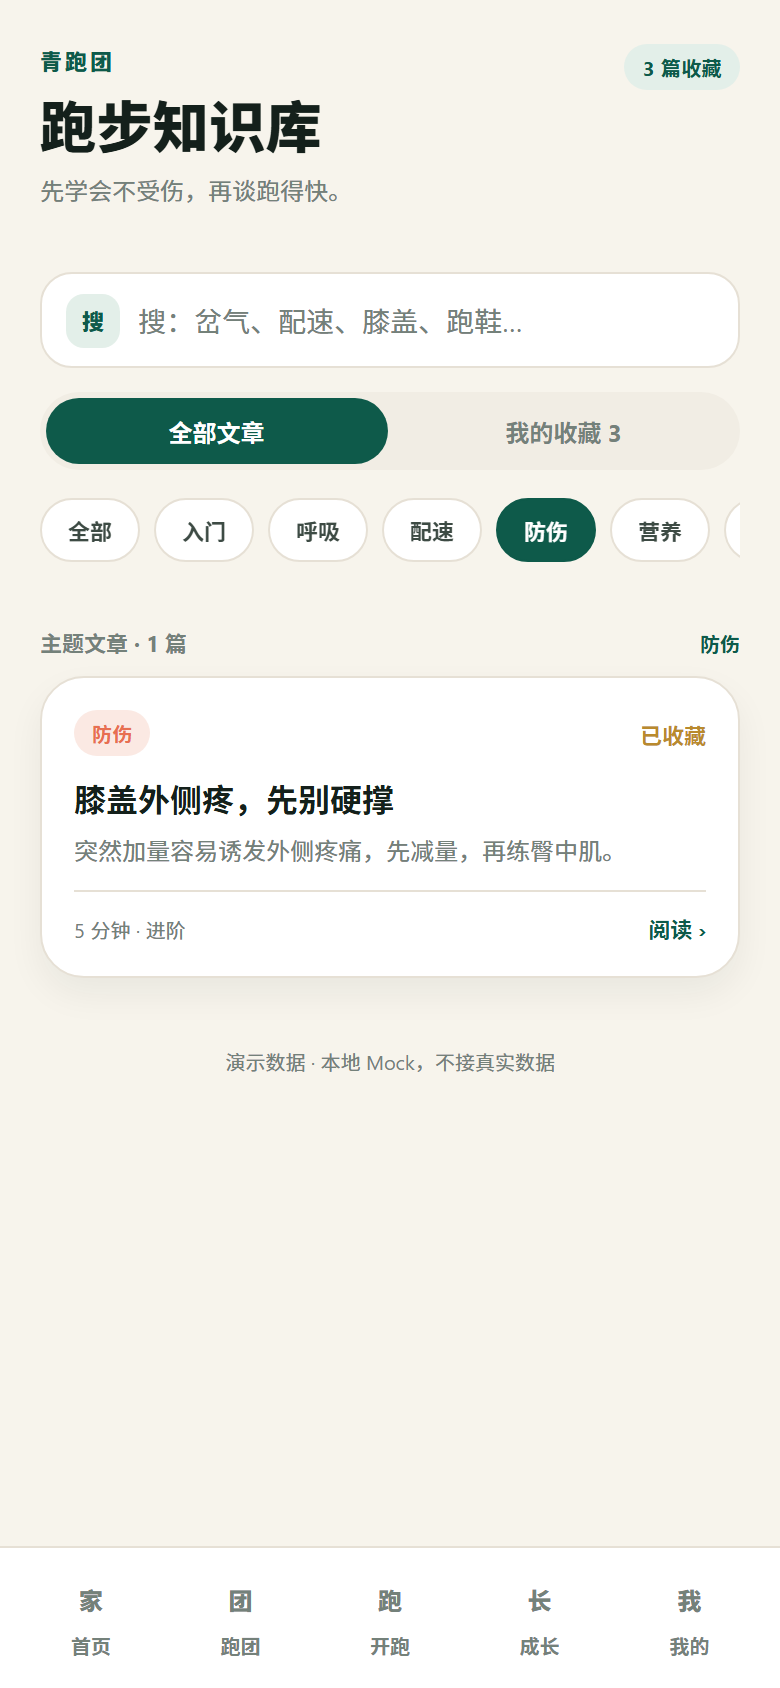 青跑团
3 篇收藏
跑步知识库
先学会不受伤，再谈跑得快。
搜
搜：岔气、配速、膝盖、跑鞋...
全部文章
我的收藏 3
全部
入门
呼吸
配速
防伤
营养
主题文章 · 1 篇
防伤
防伤
已收藏
膝盖外侧疼，先别硬撑
突然加量容易诱发外侧疼痛，先减量，再练臀中肌。
5 分钟 · 进阶
阅读 ›
演示数据 · 本地 Mock，不接真实数据
家
团
跑
长
我
首页
跑团
开跑
成长
我的